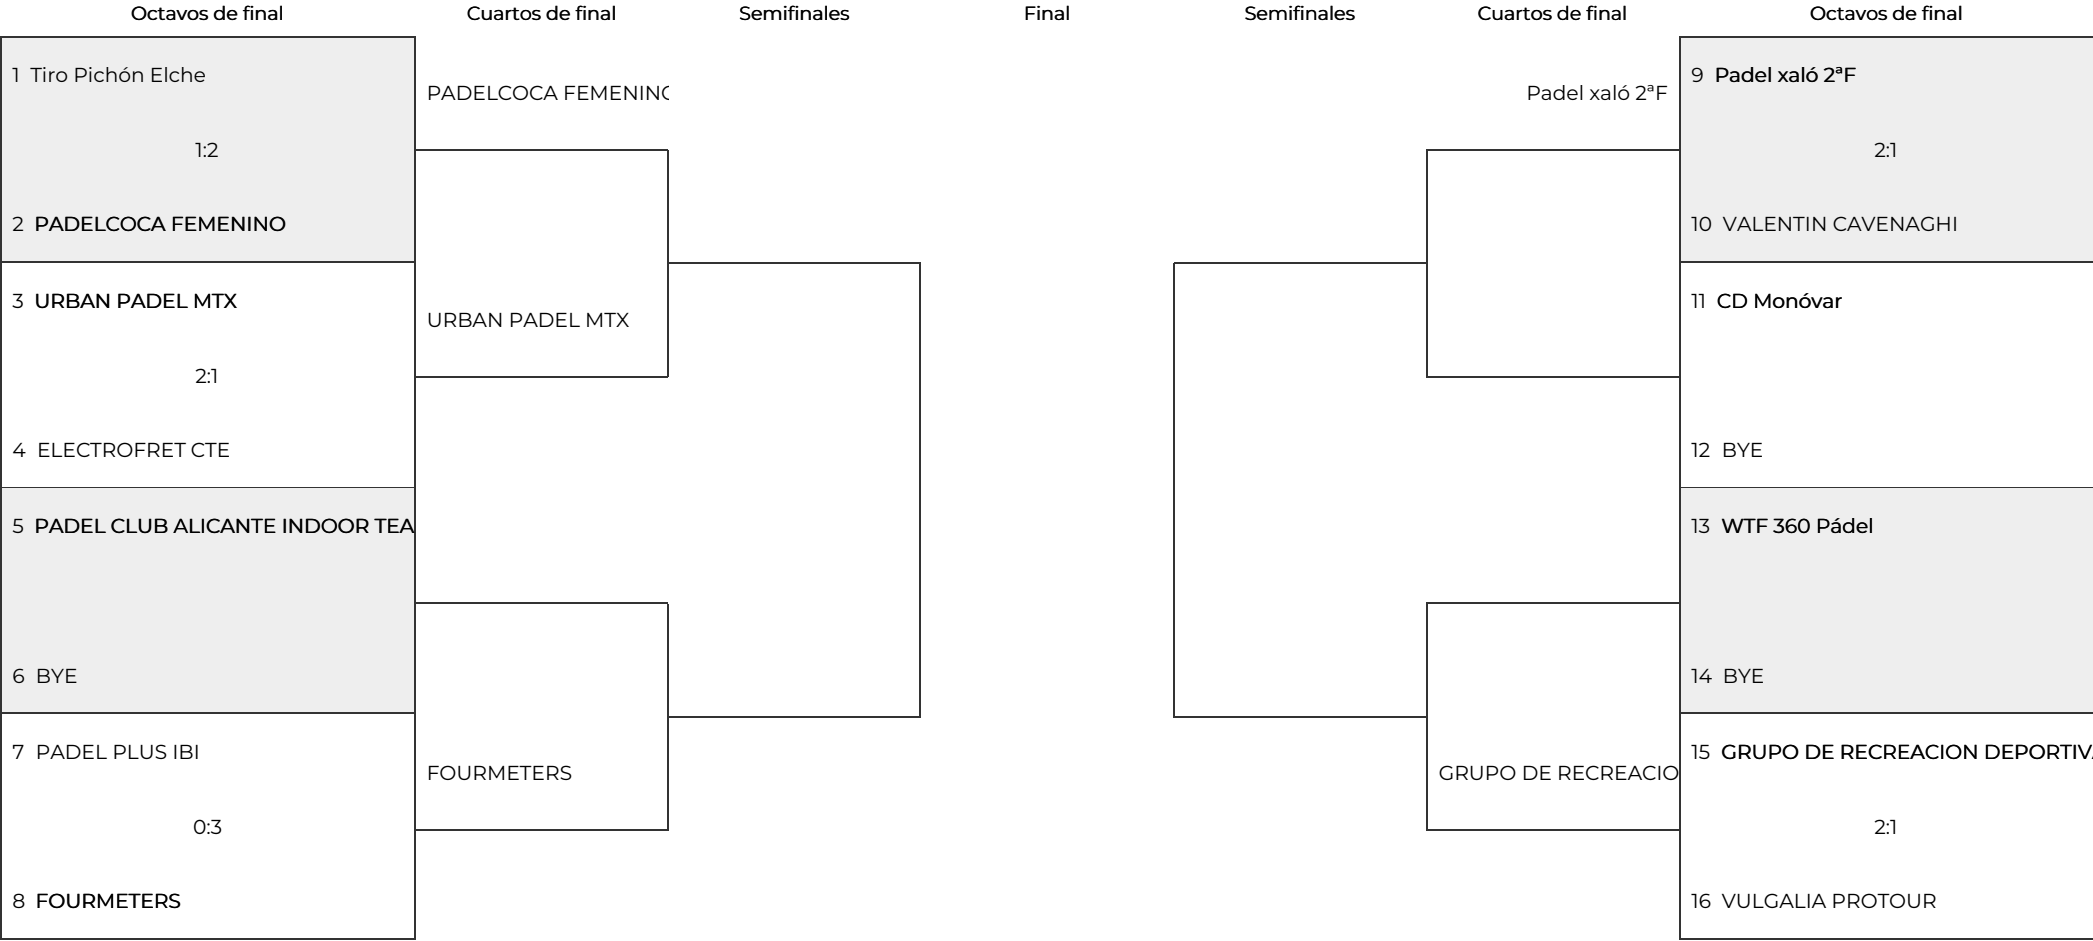 Octavos de final Cuartos de final Semifinales Final Semifinales Cuartos de final Octavos de final
1 Tiro Pichón Elche
1:2
2 PADELCOCA FEMENINO
3 URBAN PADEL MTX
2:1
4 ELECTROFRET CTE
5 PADEL CLUB ALICANTE INDOOR TEA
6 BYE
7 PADEL PLUS IBI
0:3
8 FOURMETERS
PADELCOCA FEMENINO
URBAN PADEL MTX
FOURMETERS
Padel xaló 2ªF
GRUPO DE RECREACIO
9 Padel xaló 2ªF
2:1
10 VALENTIN CAVENAGHI
11 CD Monóvar
12 BYE
13 WTF 360 Pádel
14 BYE
15 GRUPO DE RECREACION DEPORTIVA
2:1
16 VULGALIA PROTOUR